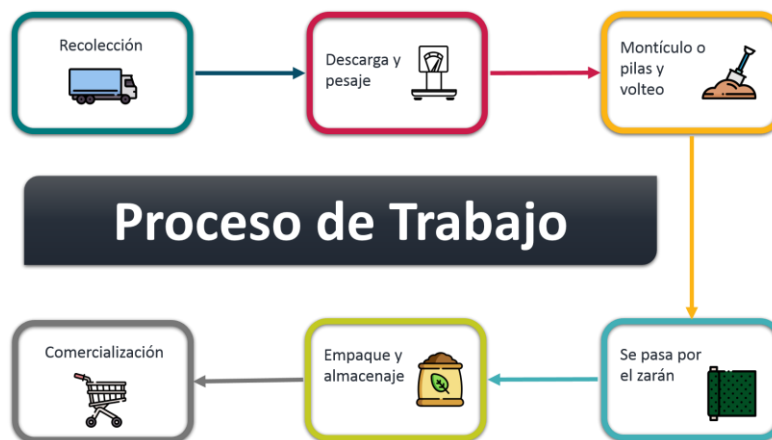 Recolección
Descarga y
pesaje
Montículo o
pilas y
volteo
Proceso de Trabajo
Comercialización
Empaque y
almacenaje
Se pasa por
el zarán